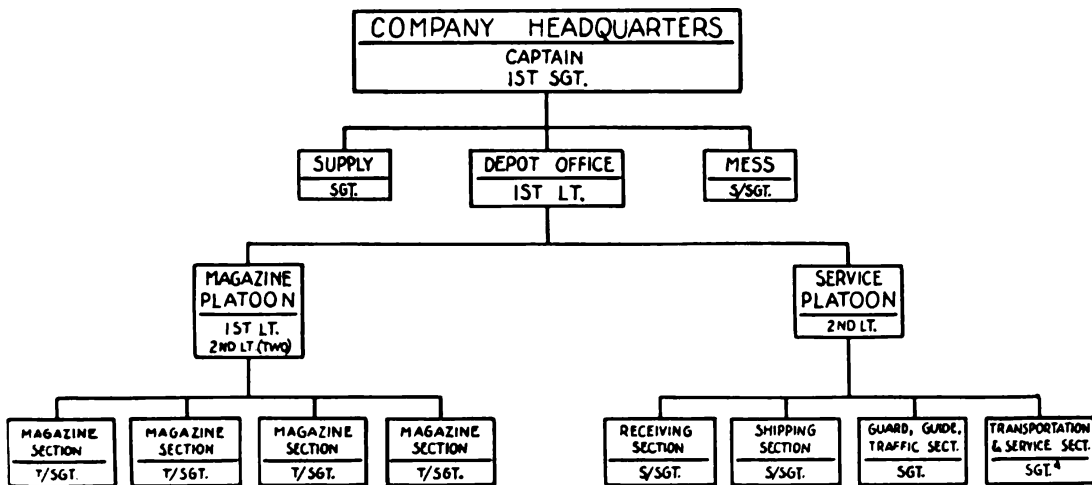 COMPANY HEADQUARTERS
CAPTAIN
1ST SGT.
SUPPLY
SGT.
DEPOT OFFICE
1ST LT.
MESS
S/SGT.
MAGAZINE
PLATOON
1ST LT.
2ND LT. (TWO)
SERVICE
PLATOON
2ND LT.
MAGAZINE
SECTION
T/SGT.
MAGAZINE
SECTION
T/SGT.
MAGAZINE
SECTION
T/SGT.
MAGAZINE
SECTION
T/SGT.
RECEIVING
SECTION
S/SGT.
SHIPPING
SECTION
S/SGT.
GUARD, GUIDE,
TRAFFIC SECT.
SGT.
TRANSPORTATION
& SERVICE SECT.
SGT.4